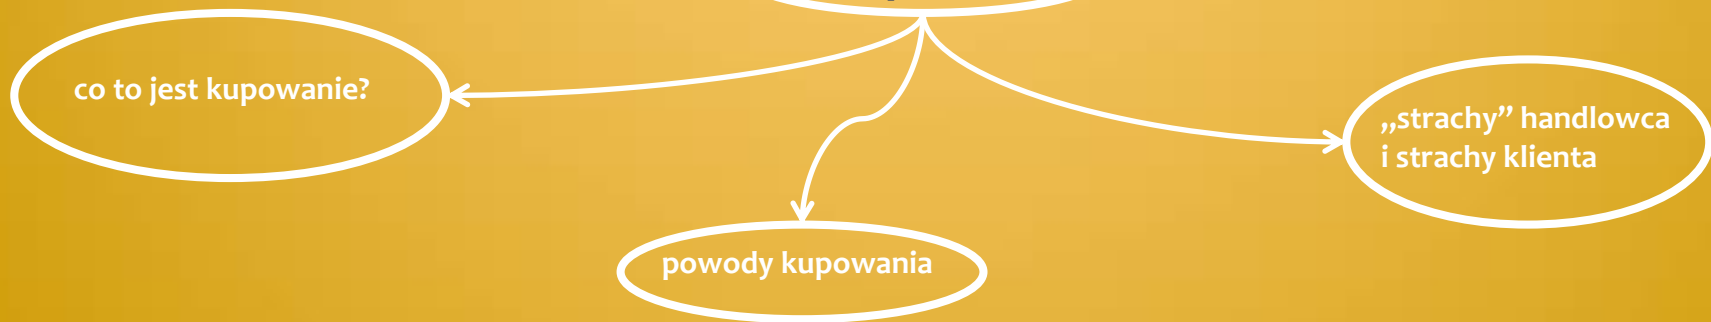 co to jest kupowanie?
„strachy” handlowca
i strachy klienta
powody kupowania